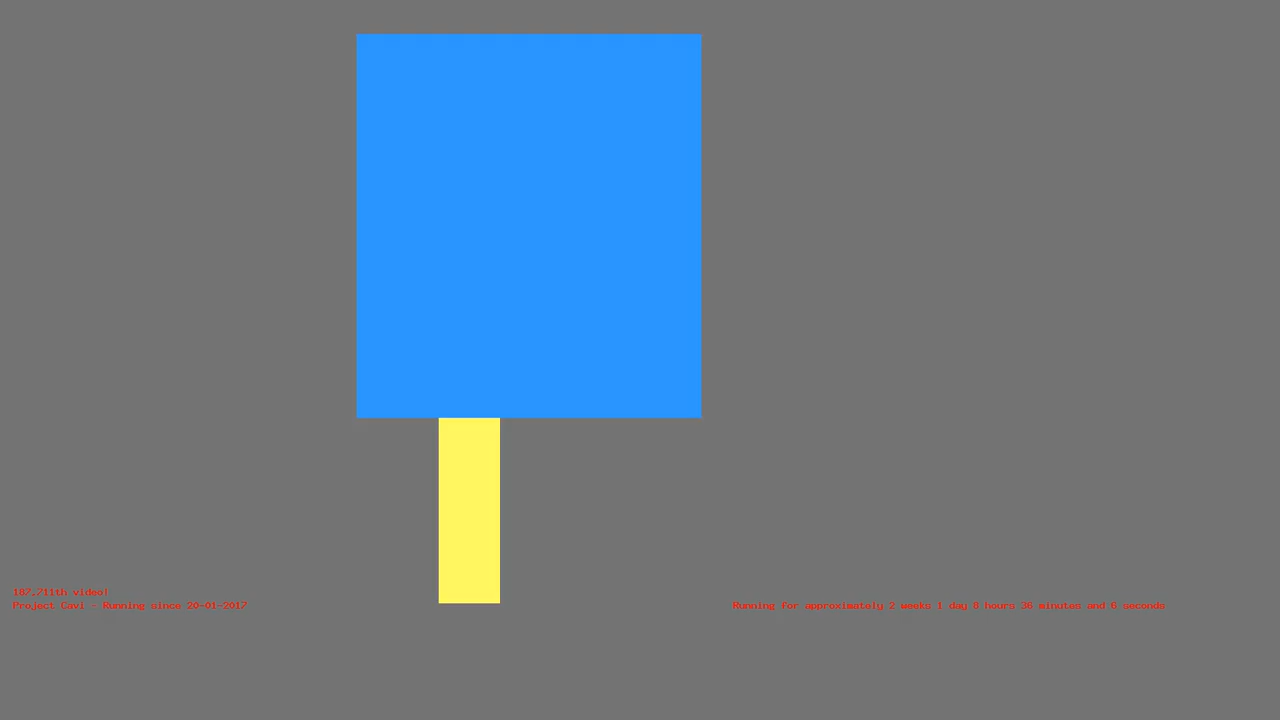 187,711th video!
Project Cavi - Running since 20-01-2017
Running for approximately 2 weeks 1 day 8 hours 36 minutes and 6 seconds